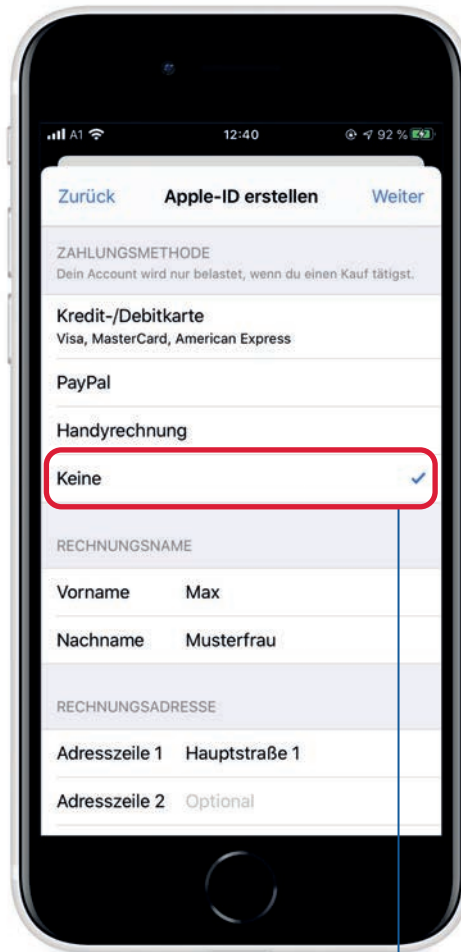 A1 12:40 92 %
Zurück Apple-ID erstellen Weiter
ZAHLUNGSMETHODE
Dein Account wird nur belastet, wenn du einen Kauf tätigst.
Kredit-/Debitkarte
Visa, MasterCard, American Express
PayPal
Handyrechnung
Keine
RECHNUNGSNAME
Vorname Max
Nachname Musterfrau
RECHNUNGSADRESSE
Adresszeile 1 Hauptstraße 1
Adresszeile 2 Optional